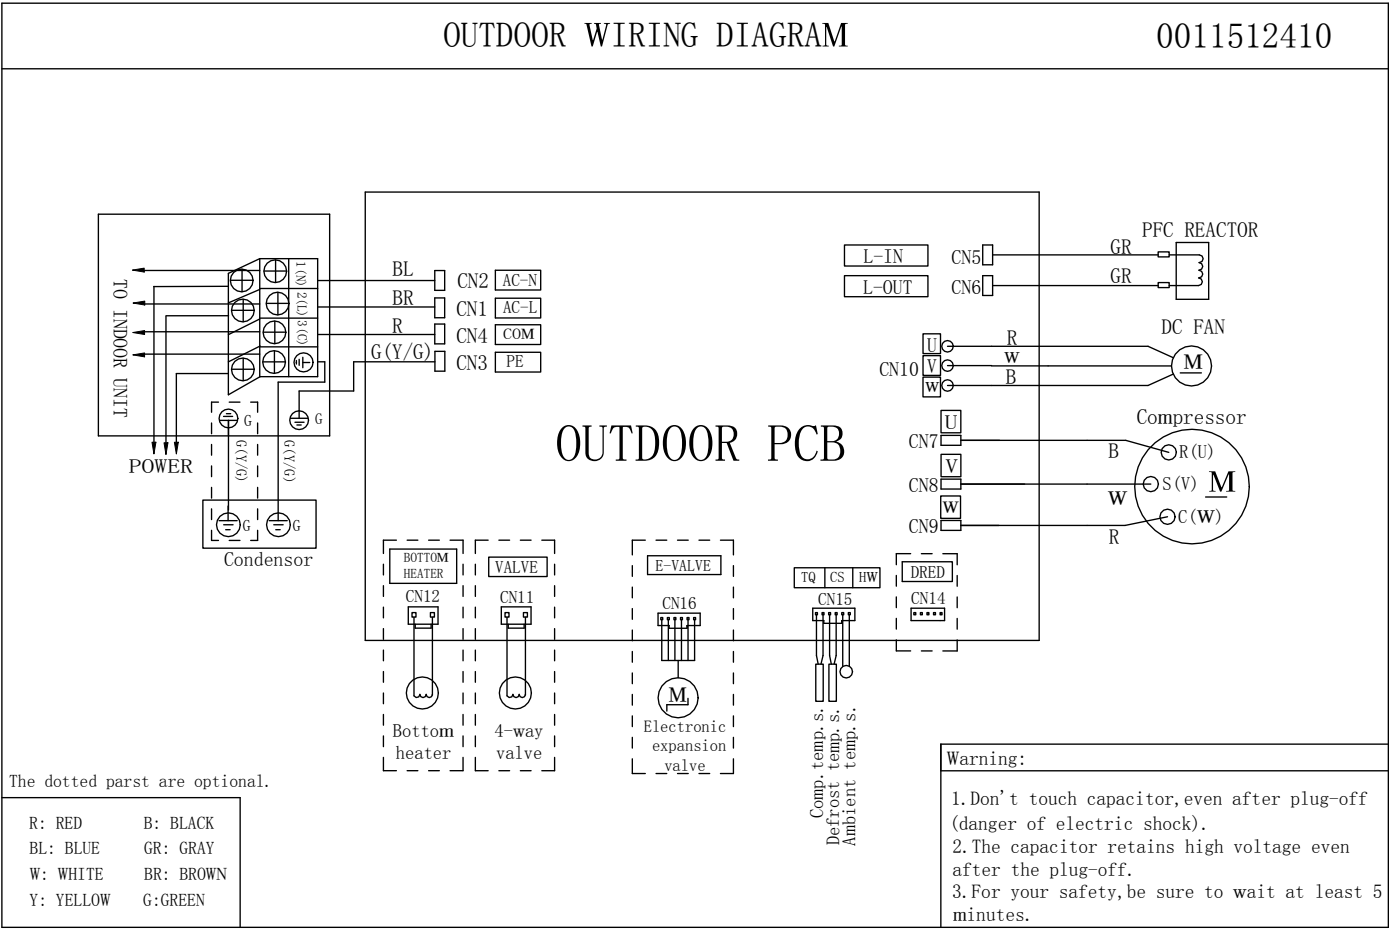 OUTDOOR WIRING DIAGRAM
0011512410
PFC REACTOR
L-IN
CN5
GR
L-OUT
CN6
GR
TO INDOOR UNIT
1(N)
2(L)
3(C)
BL
CN2
AC-N
BR
CN1
AC-L
R
CN4
COM
G(Y/G)
CN3
PE
DC FAN
CN10
U
V
W
R
W
B
M
G
G
G(Y/G)
G(Y/G)
POWER
G
G
Condensor
OUTDOOR PCB
Compressor
U
CN7
B
R(U)
V
CN8
W
S(V)
M
W
CN9
R
C(W)
BOTTOM
HEATER
CN12
VALVE
CN11
E-VALVE
CN16
TQ
CS
HW
CN15
DRED
CN14
M
Bottom
heater
4-way
valve
Electronic
expansion
valve
Comp.temp.s.
Defrost temp.s.
Ambient temp.s.
The dotted parst are optional.
R: RED
B: BLACK
BL: BLUE
GR: GRAY
W: WHITE
BR: BROWN
Y: YELLOW
G:GREEN
Warning:
1.Don't touch capacitor,even after plug-off
(danger of electric shock).
2.The capacitor retains high voltage even
after the plug-off.
3.For your safety,be sure to wait at least 5
minutes.